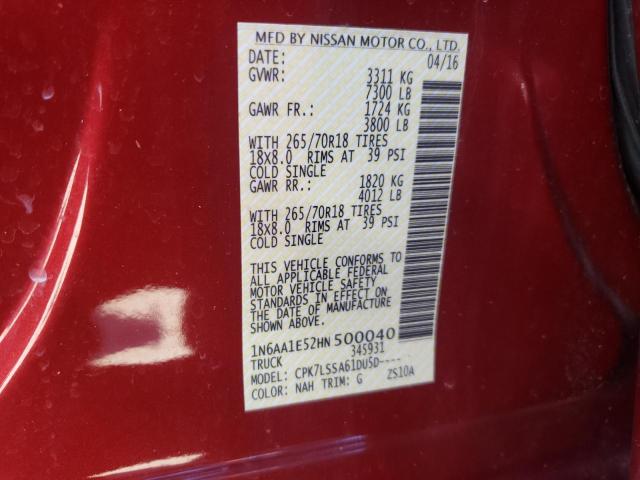 MFD BY NISSAN MOTOR CO., LTD.
DATE: 04/16
GVWR: 3311 KG
7300 LB
GAWR FR.: 1724 KG
3800 LB
WITH 265/70R18 TIRES
18X8.0 RIMS AT 39 PSI
COLD SINGLE
GAWR RR.: 1820 KG
4012 LB
WITH 265/70R18 TIRES
18X8.0 RIMS AT 39 PSI
COLD SINGLE
THIS VEHICLE CONFORMS TO
ALL APPLICABLE FEDERAL
MOTOR VEHICLE SAFETY
STANDARDS IN EFFECT ON
THE DATE OF MANUFACTURE
SHOWN ABOVE.
1N6AA1E52HN500040
TRUCK 345931
MODEL: CPK7LSSA61DU5D----
COLOR: NAH TRIM: G ZS10A